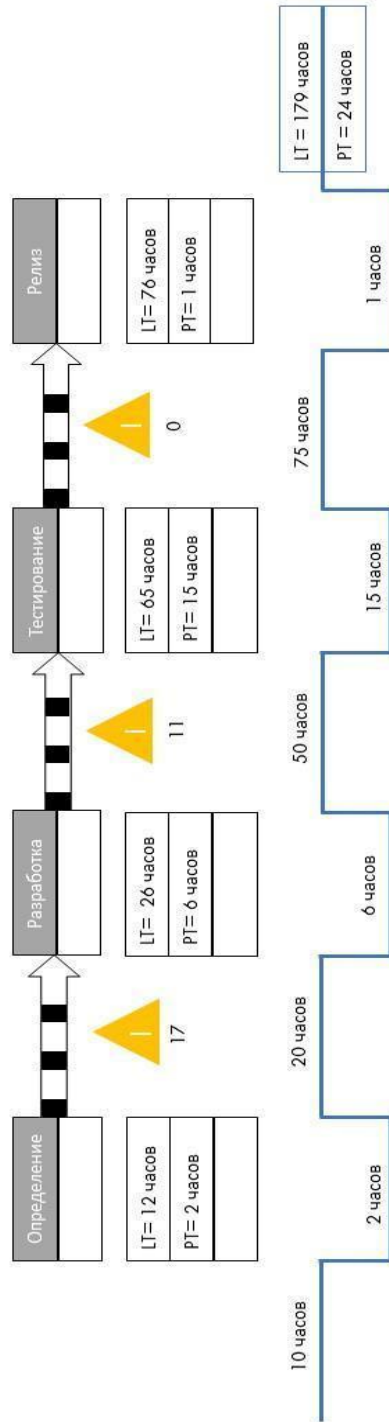 Определение
Разработка
Тестирование
Релиз
17
11
0
LT= 12 часов
PT= 2 часов
LT= 26 часов
PT= 6 часов
LT= 65 часов
PT= 15 часов
LT= 76 часов
PT= 1 часов
10 часов
2 часов
20 часов
6 часов
50 часов
15 часов
75 часов
1 часов
LT = 179 часов
PT = 24 часов